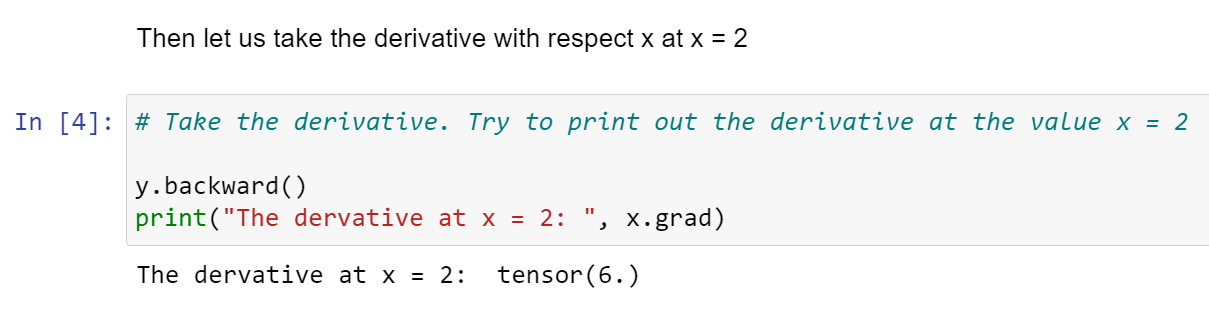 Then let us take the derivative with respect x at x = 2
In [4]: # Take the derivative. Try to print out the derivative at the value x = 2
y.backward()
print("The dervative at x = 2: ", x.grad)
The dervative at x = 2:  tensor(6.)